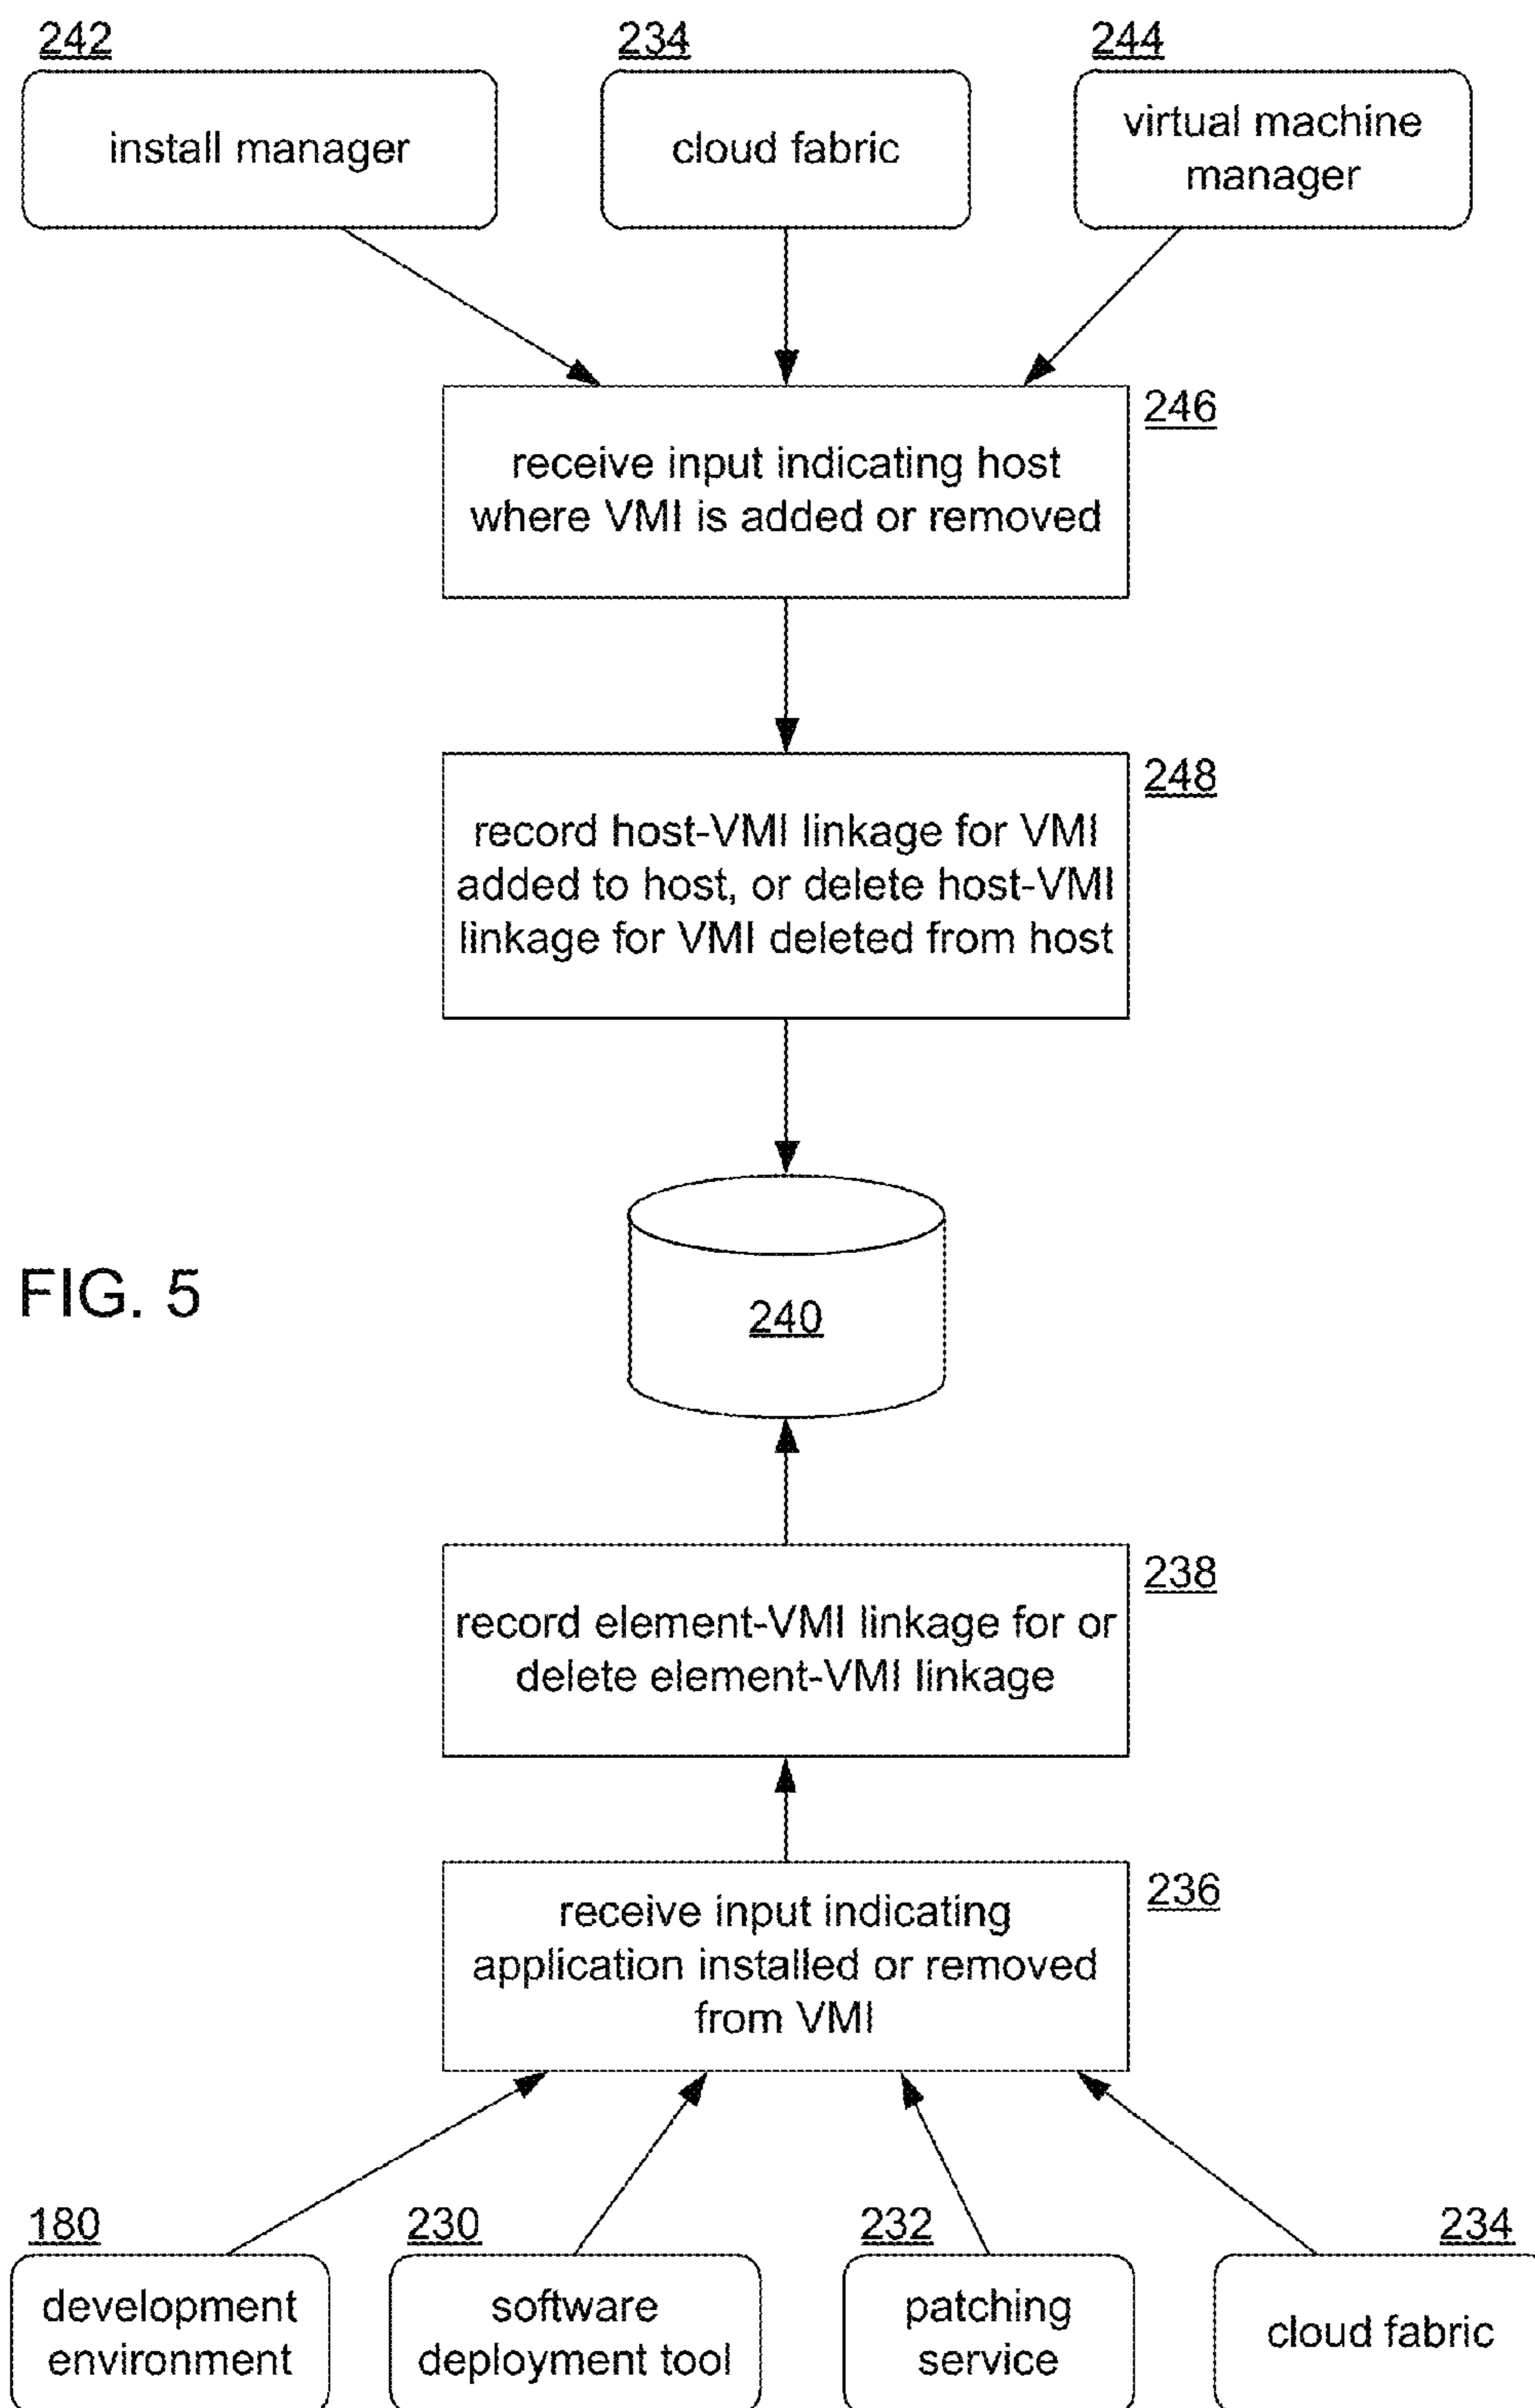 242
234
244
install manager
cloud fabric
virtual machine
manager
246
receive input indicating host
where VMI is added or removed
248
record host-VMI linkage for VMI
added to host, or delete host-VMI
linkage for VMI deleted from host
FIG. 5
240
238
record element-VMI linkage for or
delete element-VMI linkage
236
receive input indicating
application installed or removed
from VMI
180
230
232
234
development
environment
software
deployment tool
patching
service
cloud fabric